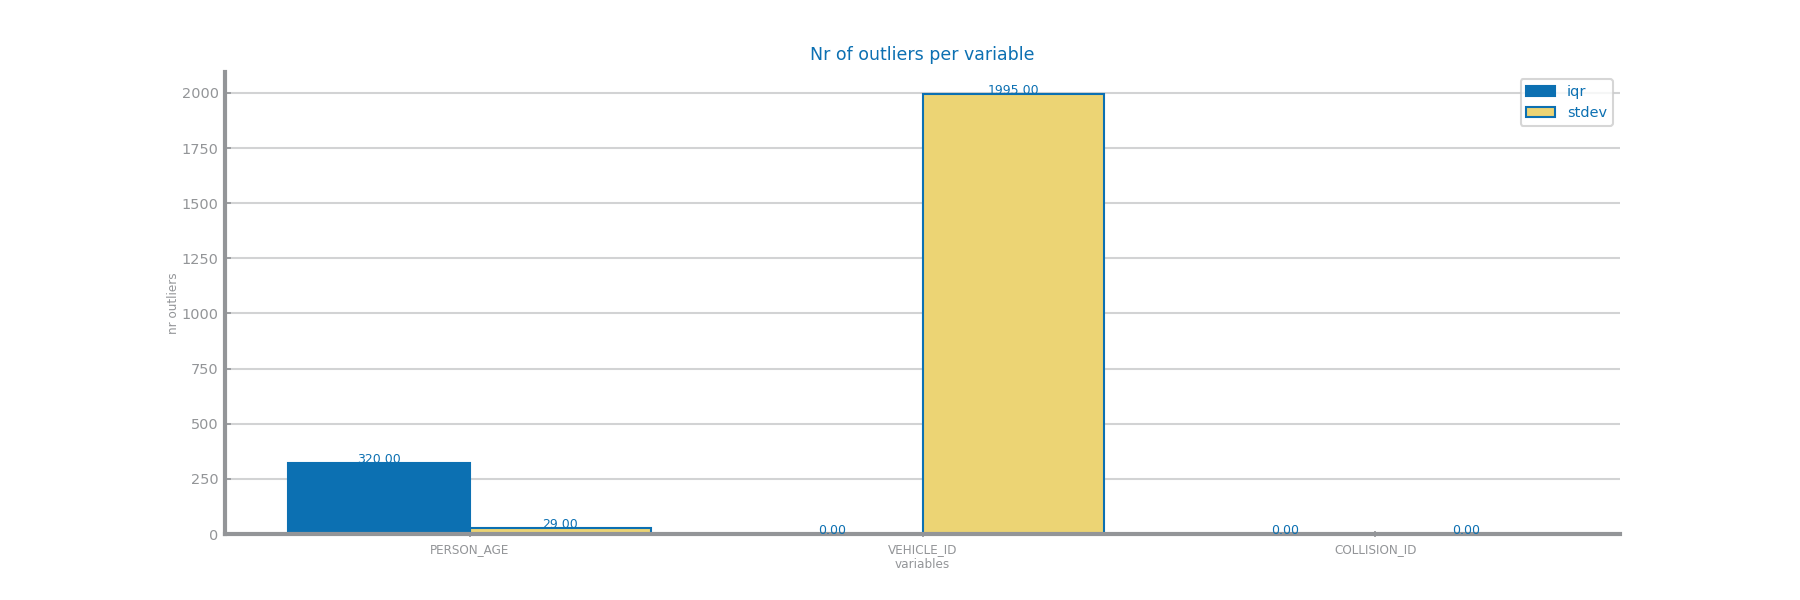 Nr of outliers per variable
2000
1750
1500
1250
1000
750
500
250
0
nr outliers
1995.00
320.00
29.00
0.00
0.00
0.00
iqr
stdev
PERSON_AGE
VEHICLE_ID
COLLISION_ID
variables